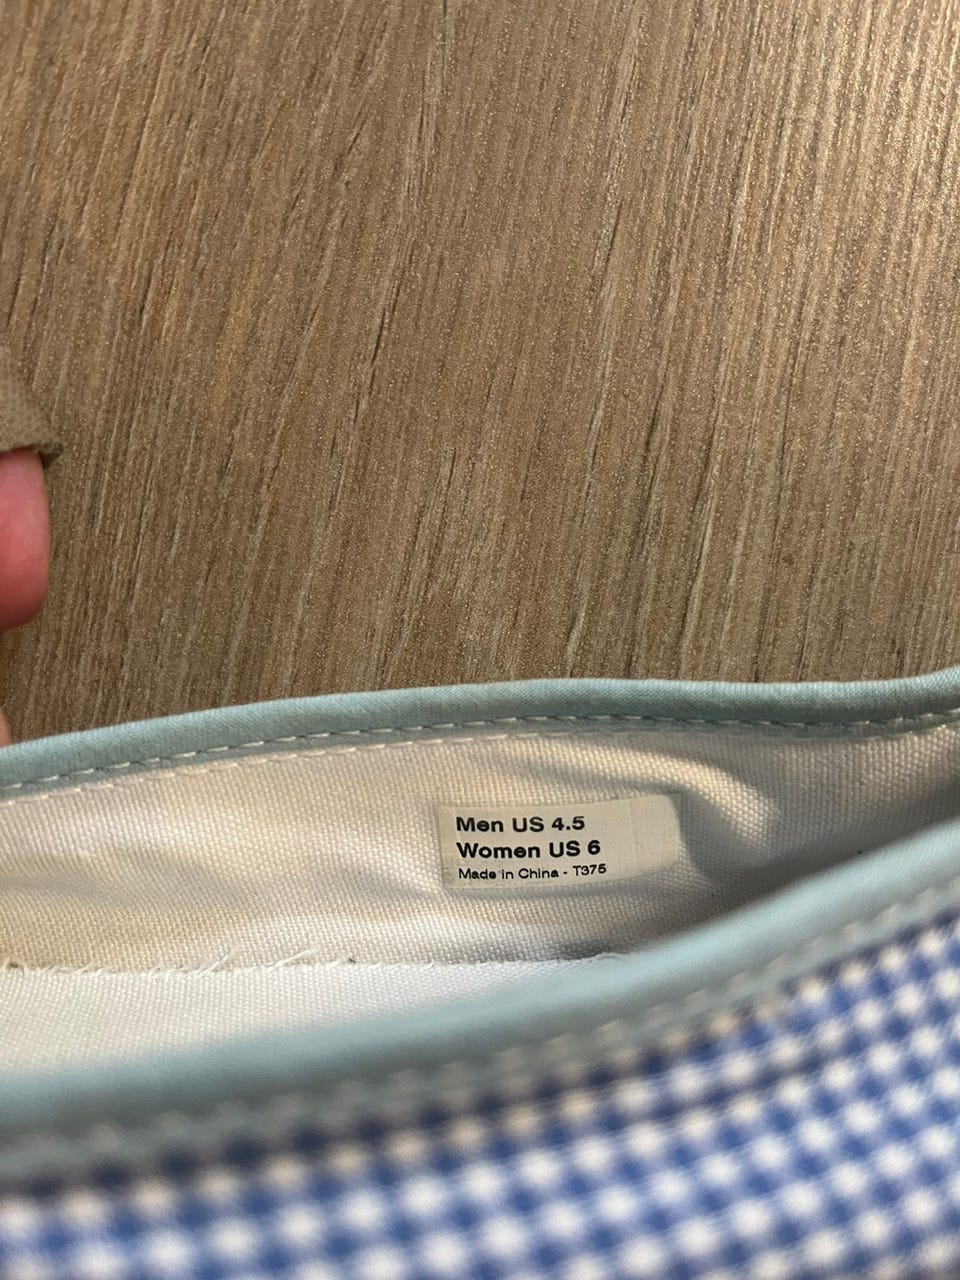 Men US 4.5
Women US 6
Made in China - T375